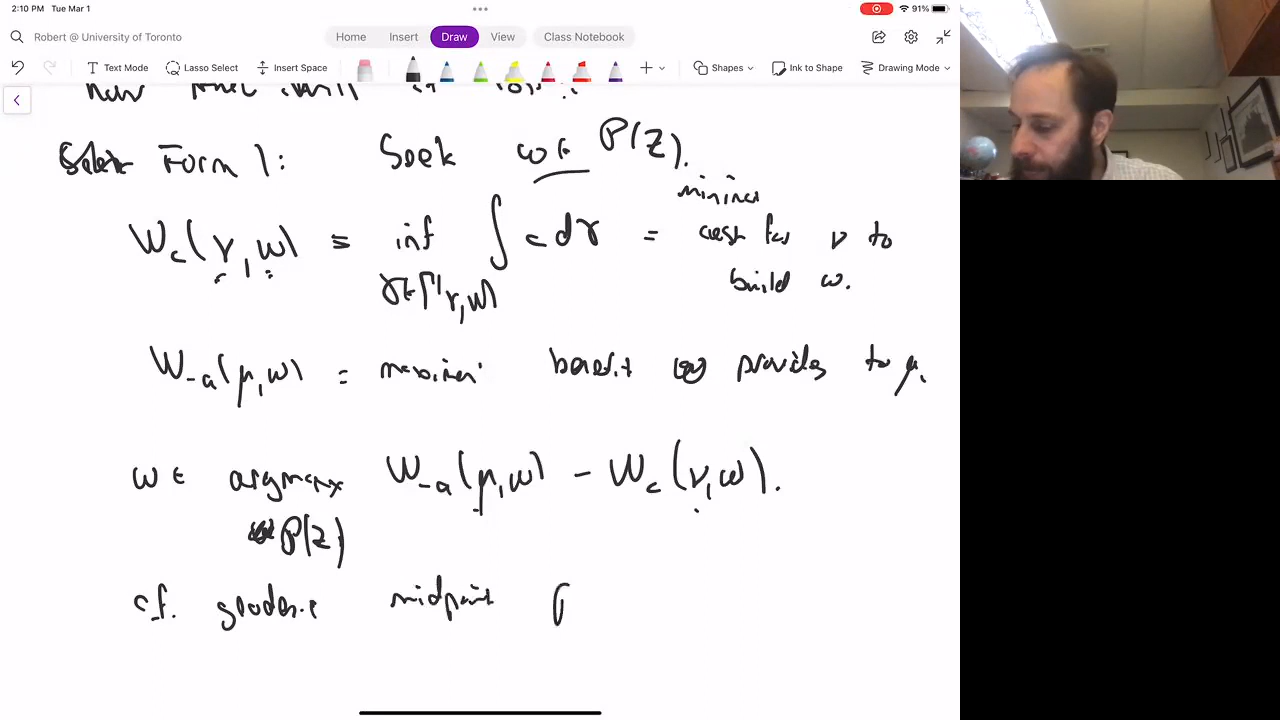 2:10 PM Tue Mar 1
91%
Robert @ University of Toronto
Home Insert Draw View Class Notebook
Text Mode Lasso Select Insert Space Shapes Ink to Shape Drawing Mode
Form 1: Seek ω ∈ P(Z).
W_c(ν, ω) = inf ∫ c dγ = minimal cost for ν to
γ ∈ Γ(ν, ω) build ω.
W_{-a}(μ, ω) = maximal benefit ω provides to μ.
ω ∈ argmax W_{-a}(μ, ω) - W_c(ν, ω).
P(Z)
cf. geodesic midpoint